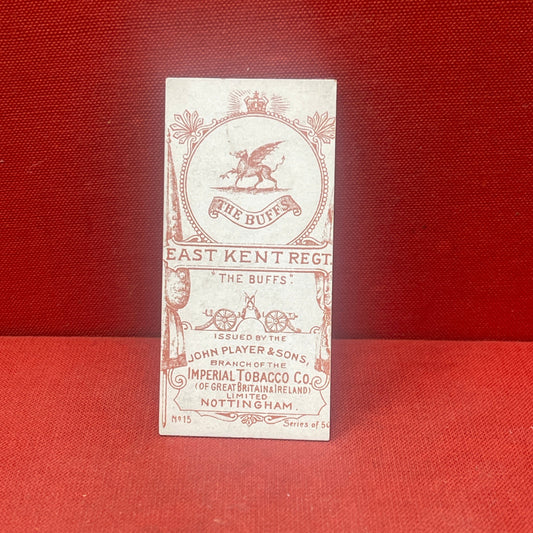 THE BUFFS
EAST KENT REGT.
"THE BUFFS".
ISSUED BY THE
JOHN PLAYER & SONS,
BRANCH OF THE
IMPERIAL TOBACCO CO.
(OF GREAT BRITAIN & IRELAND)
LIMITED
NOTTINGHAM.
No 15
Series of 50